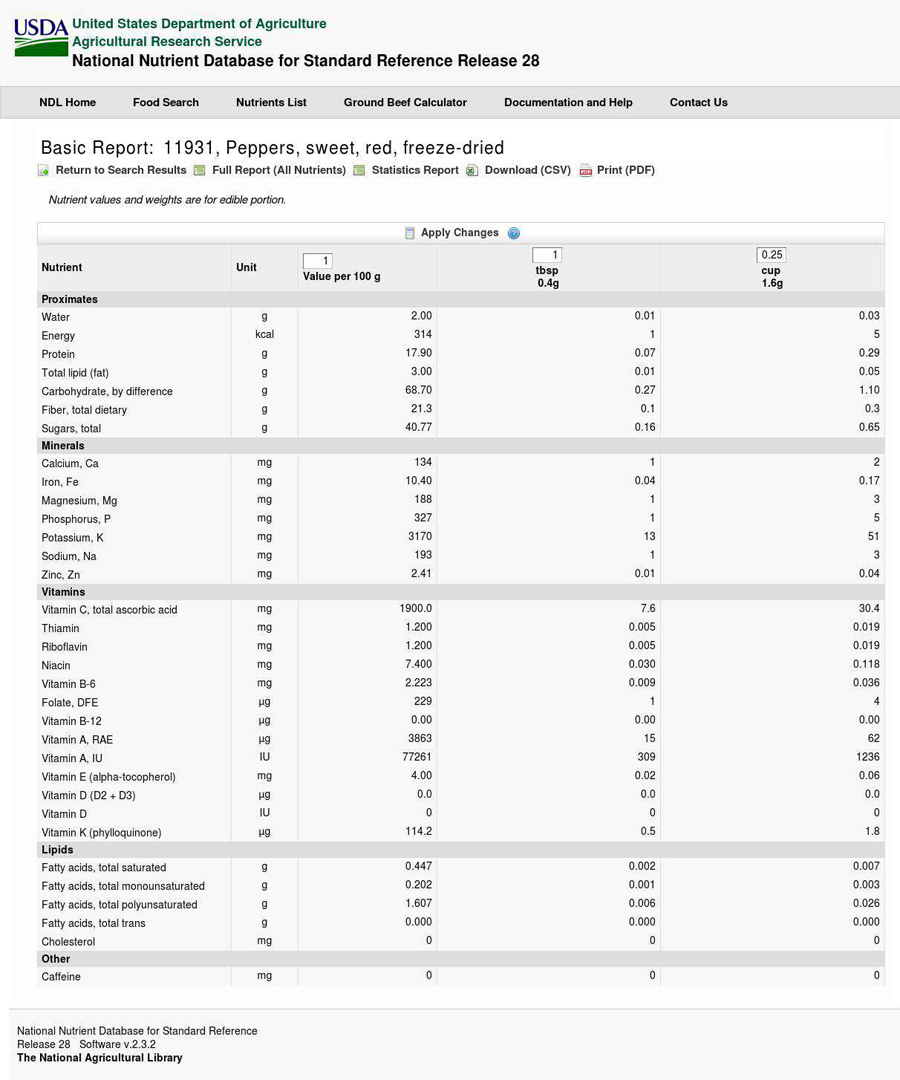 USDA
United States Department of Agriculture
Agricultural Research Service
National Nutrient Database for Standard Reference Release 28
NDL Home Food Search Nutrients List Ground Beef Calculator Documentation and Help Contact Us
Basic Report: 11931, Peppers, sweet, red, freeze-dried
Return to Search Results Full Report (All Nutrients) Statistics Report Download (CSV) Print (PDF)
Nutrient values and weights are for edible portion.
Apply Changes ?
Nutrient Unit 1 Value per 100 g 1 tbsp 0.4g 0.25 cup 1.6g
Proximates
Water g 2.00 0.01 0.03
Energy kcal 314 1 5
Protein g 17.90 0.07 0.29
Total lipid (fat) g 3.00 0.01 0.05
Carbohydrate, by difference g 68.70 0.27 1.10
Fiber, total dietary g 21.3 0.1 0.3
Sugars, total g 40.77 0.16 0.65
Minerals
Calcium, Ca mg 134 1 2
Iron, Fe mg 10.40 0.04 0.17
Magnesium, Mg mg 188 1 3
Phosphorus, P mg 327 1 5
Potassium, K mg 3170 13 51
Sodium, Na mg 193 1 3
Zinc, Zn mg 2.41 0.01 0.04
Vitamins
Vitamin C, total ascorbic acid mg 1900.0 7.6 30.4
Thiamin mg 1.200 0.005 0.019
Riboflavin mg 1.200 0.005 0.019
Niacin mg 7.400 0.030 0.118
Vitamin B-6 mg 2.223 0.009 0.036
Folate, DFE µg 229 1 4
Vitamin B-12 µg 0.00 0.00 0.00
Vitamin A, RAE µg 3863 15 62
Vitamin A, IU IU 77261 309 1236
Vitamin E (alpha-tocopherol) mg 4.00 0.02 0.06
Vitamin D (D2 + D3) µg 0.0 0.0 0.0
Vitamin D IU 0 0 0
Vitamin K (phylloquinone) µg 114.2 0.5 1.8
Lipids
Fatty acids, total saturated g 0.447 0.002 0.007
Fatty acids, total monounsaturated g 0.202 0.001 0.003
Fatty acids, total polyunsaturated g 1.607 0.006 0.026
Fatty acids, total trans g 0.000 0.000 0.000
Cholesterol mg 0 0 0
Other
Caffeine mg 0 0 0
National Nutrient Database for Standard Reference
Release 28 Software v.2.3.2
The National Agricultural Library